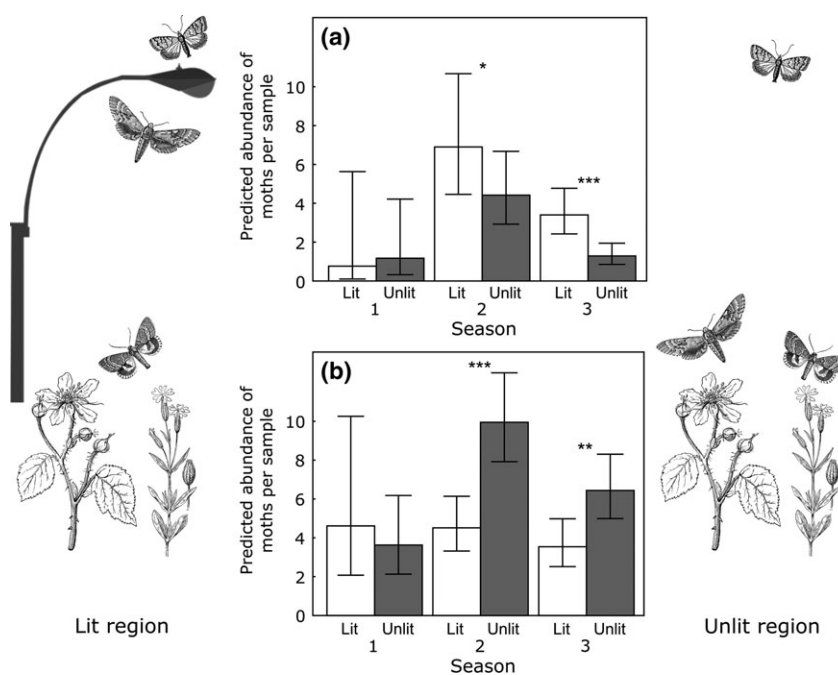 (a)
*
***
Predicted abundance of
moths per sample
10
8
6
4
2
0
Lit Unlit Lit Unlit Lit Unlit
1 2 3
Season
(b)
***
**
Predicted abundance of
moths per sample
10
8
6
4
2
0
Lit Unlit Lit Unlit Lit Unlit
1 2 3
Season
Lit region
Unlit region